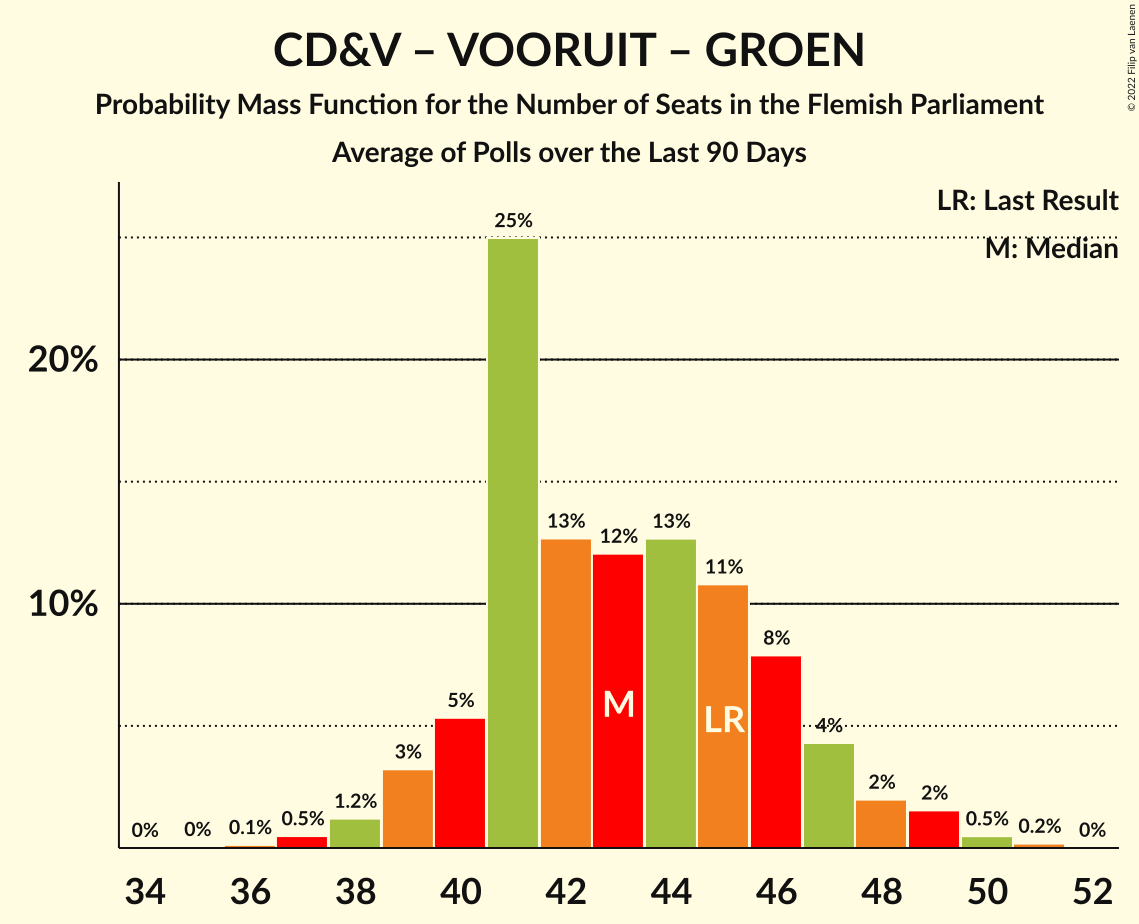 CD&V – VOORUIT – GROEN
Probability Mass Function for the Number of Seats in the Flemish Parliament
Average of Polls over the Last 90 Days
© 2022 Filip van Laenen
LR: Last Result
M: Median
20%
10%
0%
0%
0.1%
0.5%
1.2%
3%
5%
25%
13%
12%
13%
11%
8%
4%
2%
2%
0.5%
0.2%
0%
M
LR
34 36 38 40 42 44 46 48 50 52